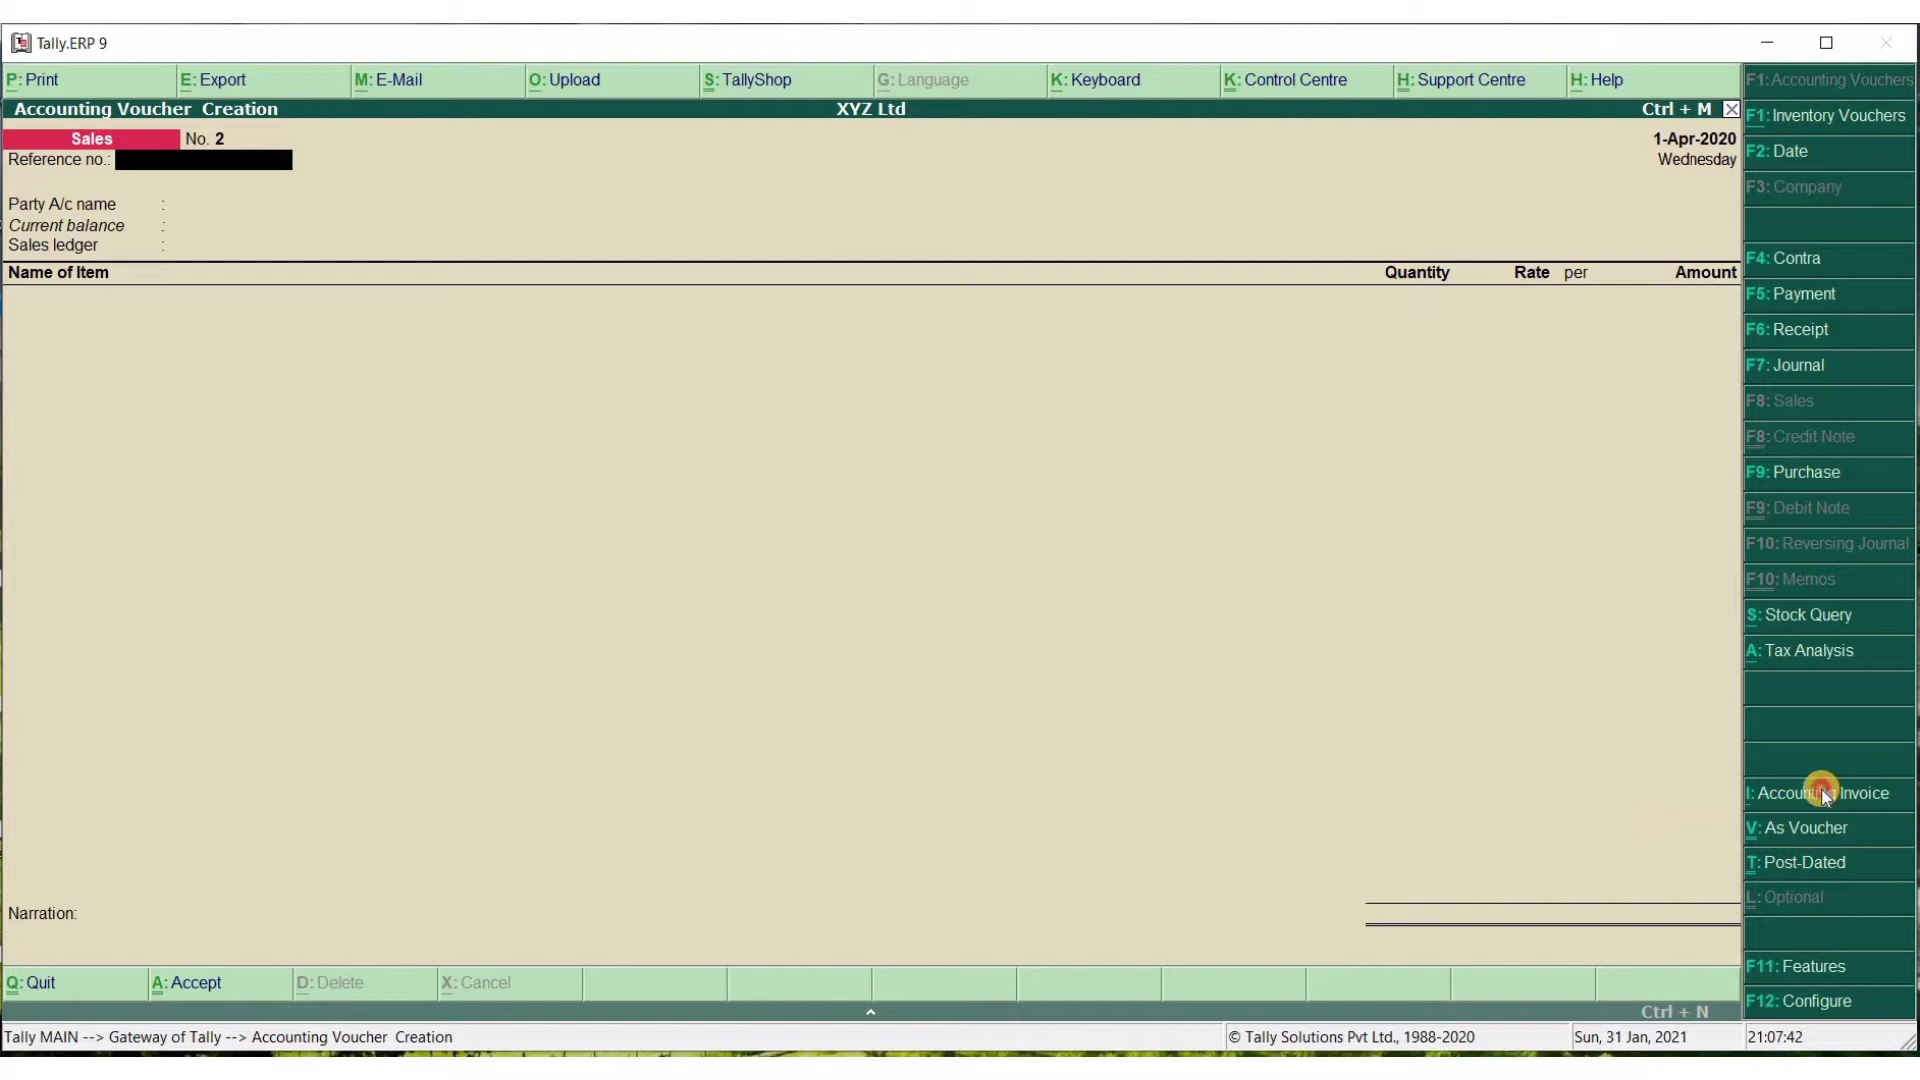 Tally.ERP 9
P: Print E: Export M: E-Mail O: Upload S: TallyShop G: Language K: Keyboard K: Control Centre H: Support Centre H: Help
Accounting Voucher Creation XYZ Ltd Ctrl + M
Sales No. 2 1-Apr-2020
Reference no.: Wednesday
Party A/c name :
Current balance :
Sales ledger :
Name of Item Quantity Rate per Amount
Narration:
Q: Quit A: Accept D: Delete X: Cancel
Ctrl + N
F1: Accounting Vouchers
F1: Inventory Vouchers
F2: Date
F3: Company
F4: Contra
F5: Payment
F6: Receipt
F7: Journal
F8: Sales
F8: Credit Note
F9: Purchase
F9: Debit Note
F10: Reversing Journal
F10: Memos
S: Stock Query
A: Tax Analysis
I: Accounting Invoice
V: As Voucher
T: Post-Dated
L: Optional
F11: Features
F12: Configure
Tally MAIN --> Gateway of Tally --> Accounting Voucher Creation © Tally Solutions Pvt Ltd., 1988-2020 Sun, 31 Jan, 2021 21:07:42